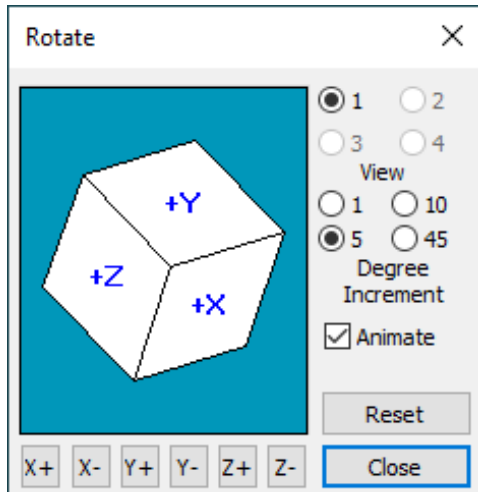 Rotate
1 2
3 4
View
1 10
5 45
Degree
Increment
Animate
+Y
+Z
+X
Reset
X+ X- Y+ Y- Z+ Z- Close